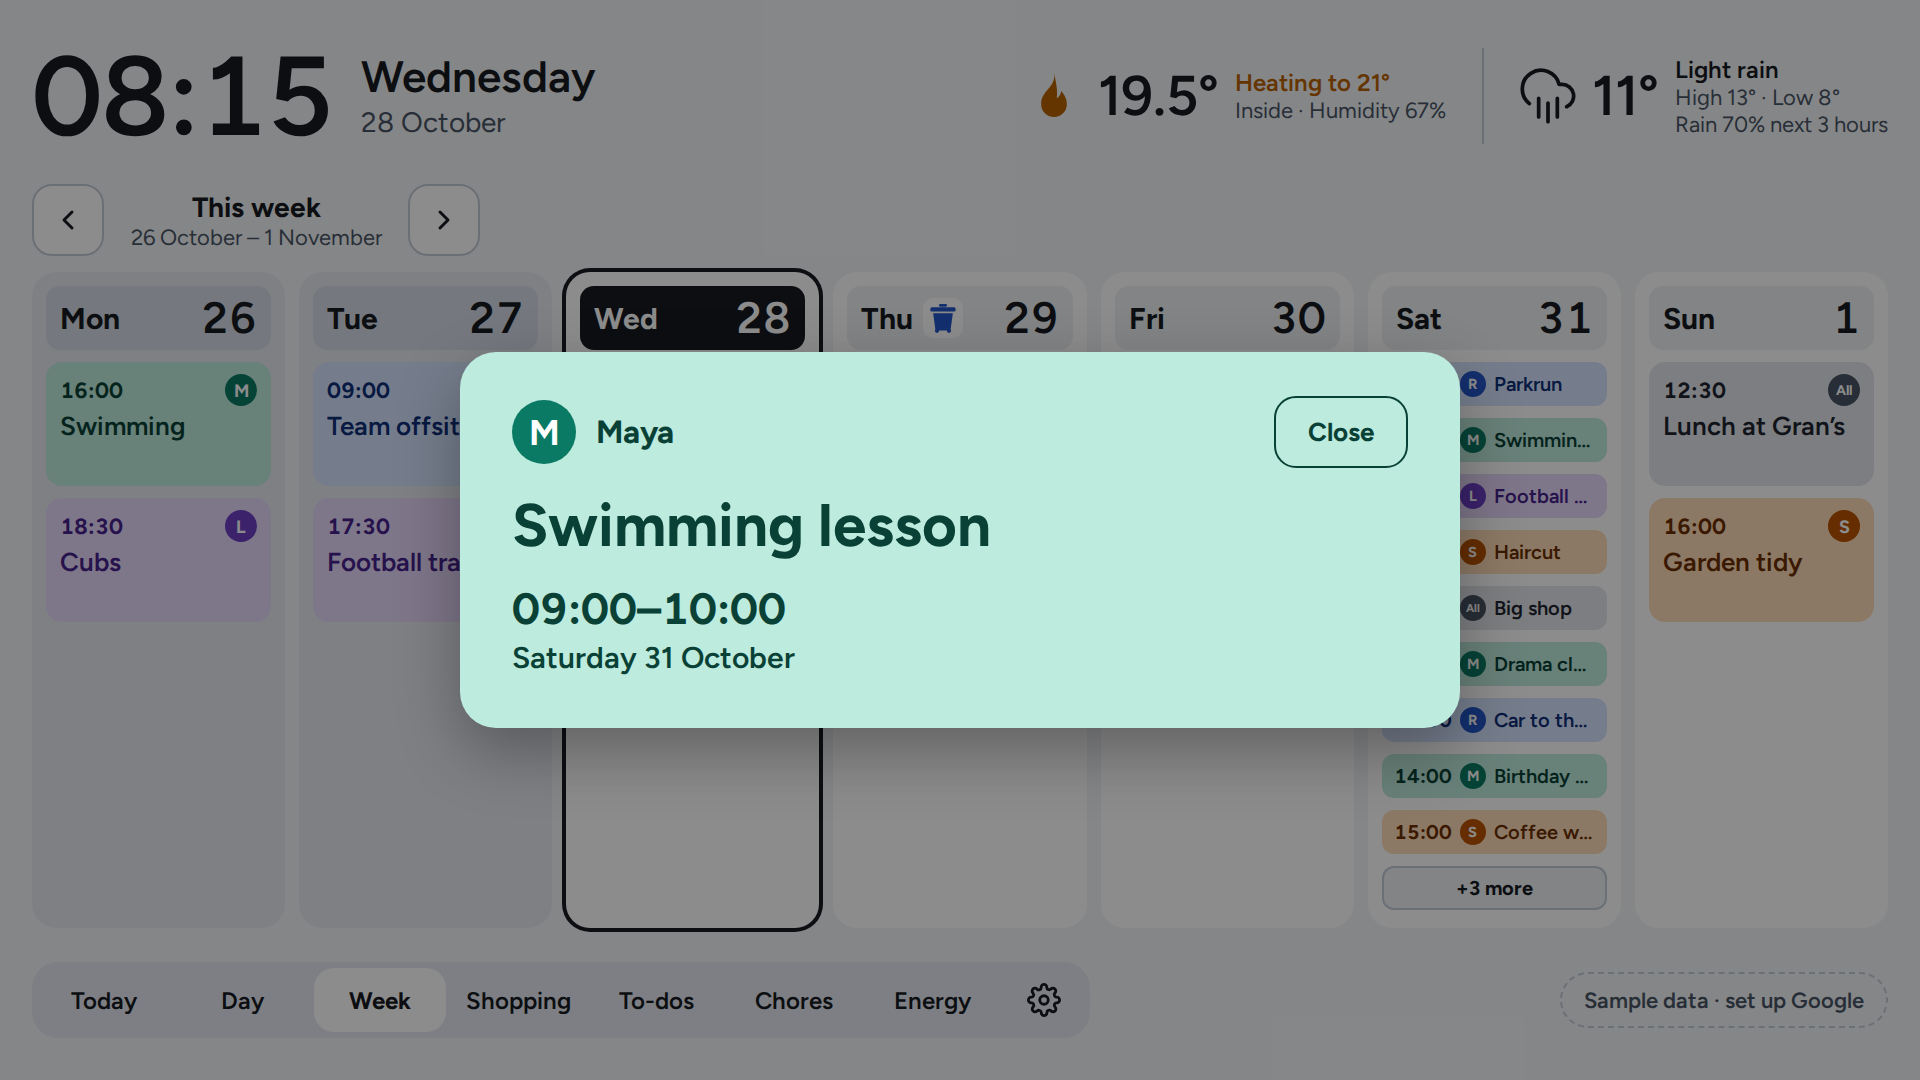 08:15
Wednesday
28 October
19.5°
Heating to 21°
Inside · Humidity 67%
11°
Light rain
High 13° · Low 8°
Rain 70% next 3 hours
This week
26 October – 1 November
Mon 26
16:00 M
Swimming
18:30 L
Cubs
Tue 27
09:00
Team offsit
17:30
Football tra
Wed 28
Thu 29
Fri 30
Sat 31
R Parkrun
M Swimmin...
L Football ...
S Haircut
All Big shop
M Drama cl...
R Car to th...
14:00 M Birthday ...
15:00 S Coffee w...
+3 more
Sun 1
12:30 All
Lunch at Gran’s
16:00 S
Garden tidy
M Maya
Close
Swimming lesson
09:00–10:00
Saturday 31 October
Today
Day
Week
Shopping
To-dos
Chores
Energy
Sample data · set up Google